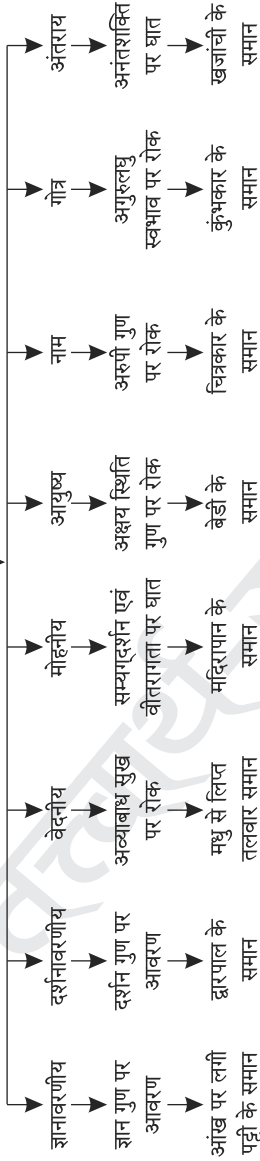 ज्ञानावरणीय
ज्ञान गुण पर
आवरण
आंख पर लगी
पट्टी के समान
दर्शनावरणीय
दर्शन गुण पर
आवरण
द्वारपाल के
समान
वेदनीय
अव्याबाध सुख
पर रोक
मधु से लिप्त
तलवार समान
मोहनीय
सम्यग्दर्शन एवं
वीतरागता पर घात
मदिरापान के
समान
आयुष्य
अक्षय स्थिति
गुण पर रोक
बेडी के
समान
नाम
अरुपी गुण
पर रोक
चित्रकार के
समान
गोत्र
अगुरुलघु
स्वभाव पर रोक
कुंभकार के
समान
अंतराय
अनंतशक्ति
पर घात
खजांची के
समान